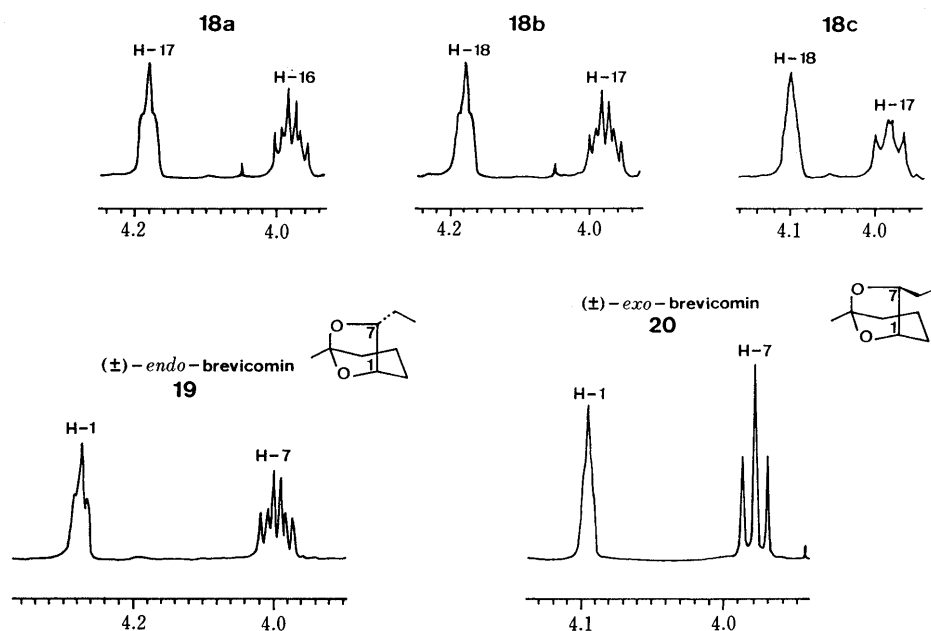 18a
18b
18c
H-17
H-16
H-18
H-17
H-18
H-17
4.2
4.0
4.2
4.0
4.1
4.0
(±)-endo-brevicomin
19
O
7
1
O
H-1
H-7
4.2
4.0
(±)-exo-brevicomin
20
O
7
1
O
H-1
H-7
4.1
4.0